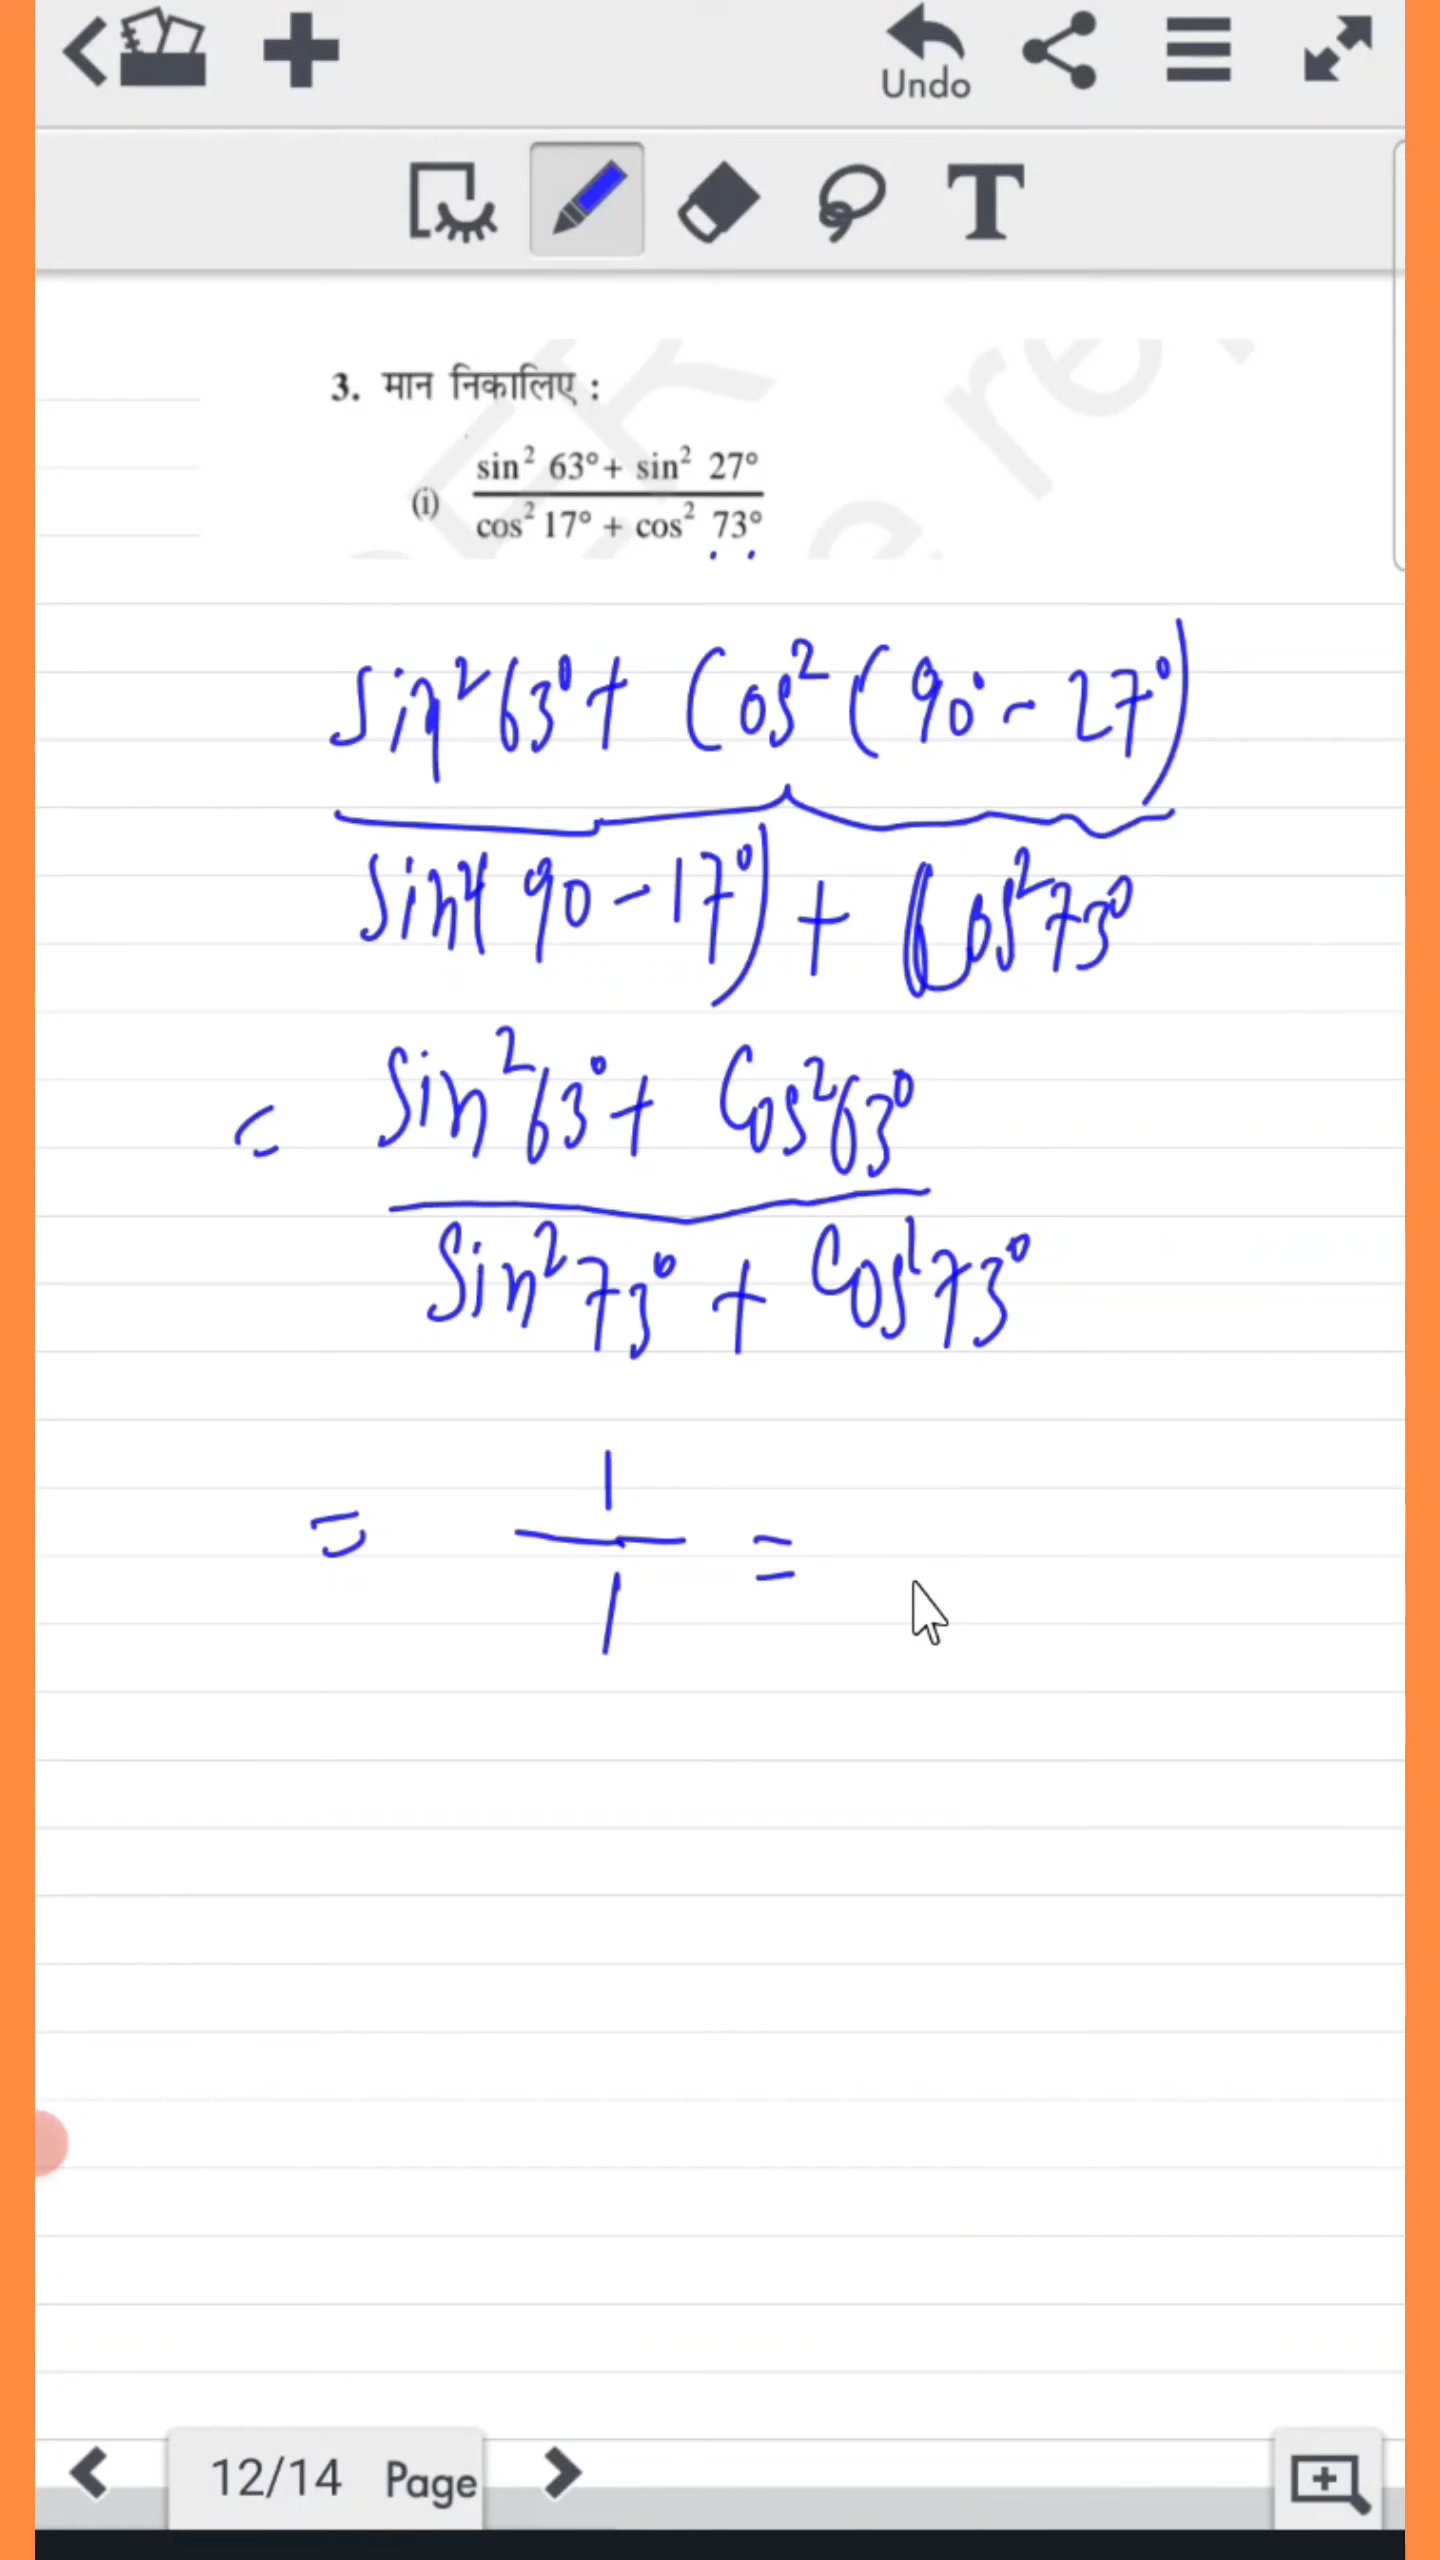 Undo
T
3. मान निकालिए :
(i) sin² 63° + sin² 27°
cos² 17° + cos² 73°
Sin²63° + Cos²(90° - 27°)
Sin²(90 - 17°) + Cos²73°
= Sin²63° + Cos²63°
Sin²73° + Cos²73°
= 1
1 =
12/14 Page